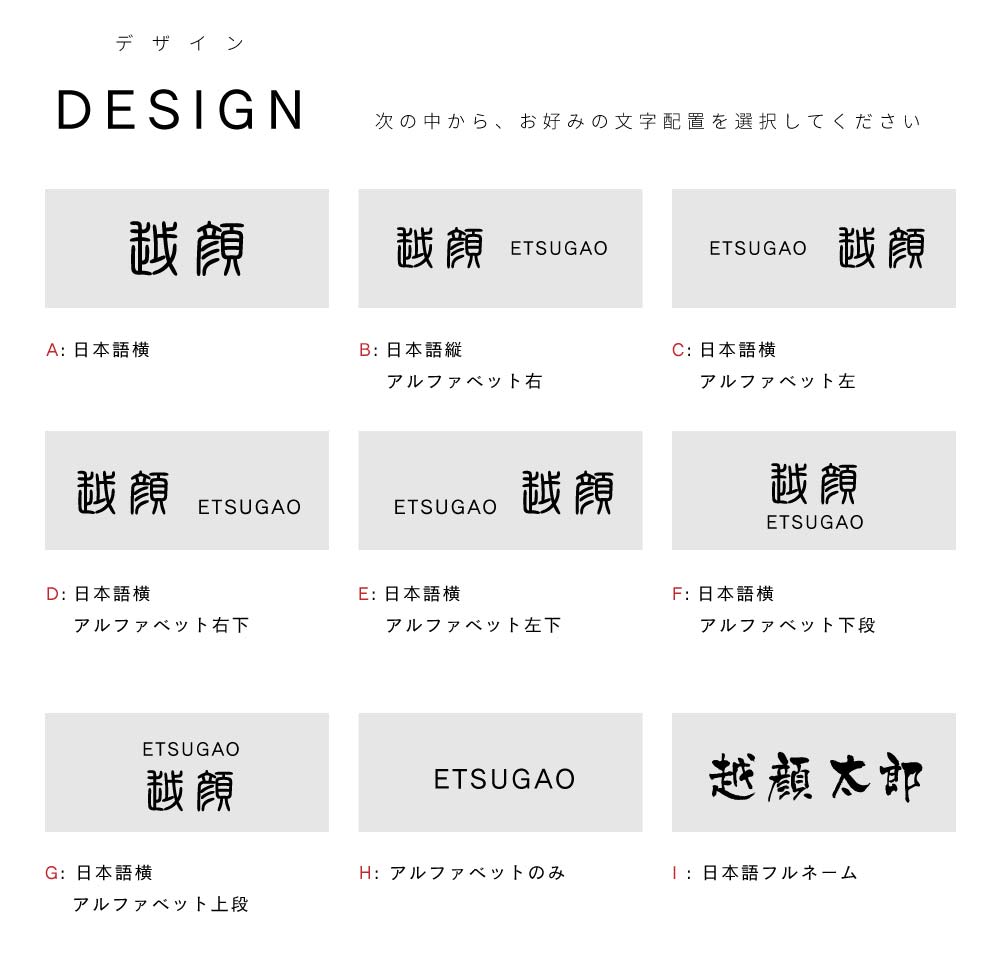 デザイン
DESIGN
次の中から、お好みの文字配置を選択してください
越顔
越顔 ETSUGAO
ETSUGAO 越顔
A: 日本語横
B: 日本語縦
アルファベット右
C: 日本語横
アルファベット左
越顔 ETSUGAO
ETSUGAO 越顔
越顔
ETSUGAO
D: 日本語横
アルファベット右下
E: 日本語横
アルファベット左下
F: 日本語横
アルファベット下段
ETSUGAO
越顔
ETSUGAO
越顔太郎
G: 日本語横
アルファベット上段
H: アルファベットのみ
I : 日本語フルネーム